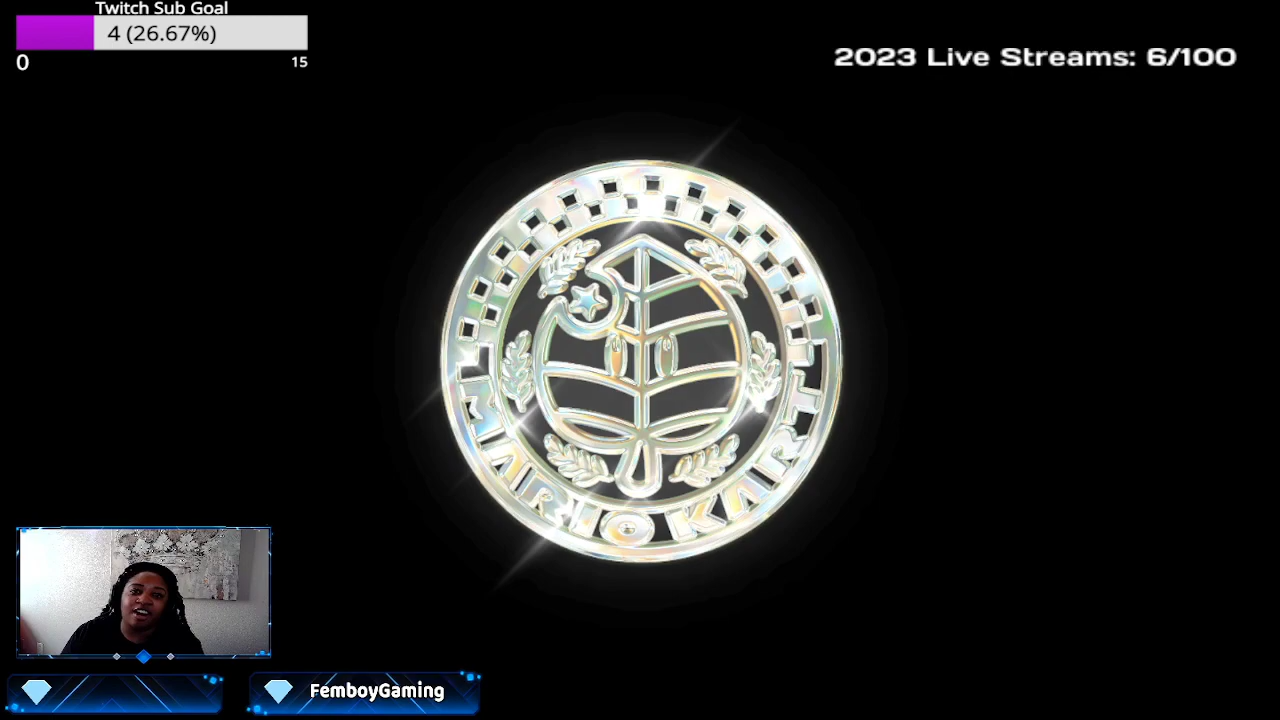 Twitch Sub Goal
4 (26.67%)
0
15
2023 Live Streams: 6/100
MARIO KART
FemboyGaming